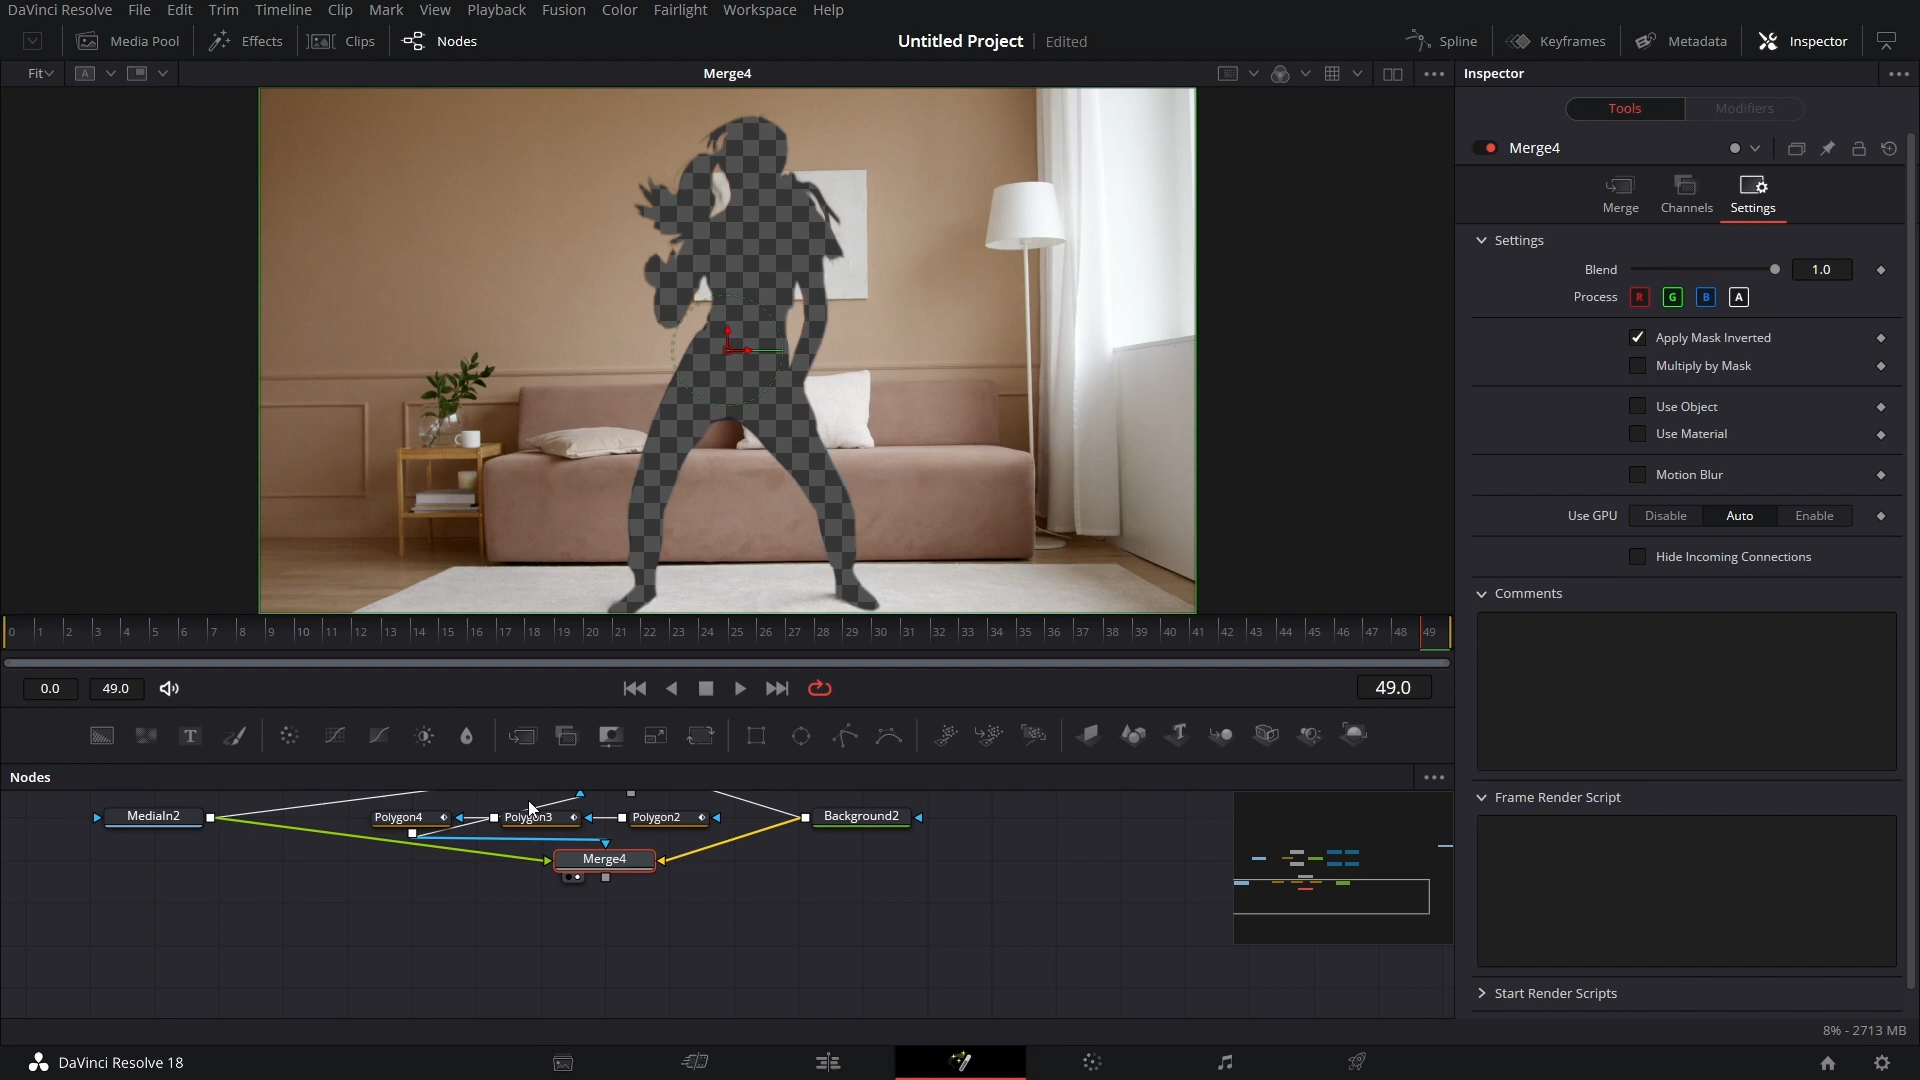 DaVinci Resolve File Edit Trim Timeline Clip Mark View Playback Fusion Color Fairlight Workspace Help
Media Pool Effects Clips Nodes Untitled Project Edited Spline Keyframes Metadata Inspector
Fit A Merge4 Inspector
Tools Modifiers
Merge4
Merge Channels Settings
Settings
Blend 1.0
Process R G B A
Apply Mask Inverted
Multiply by Mask
Use Object
Use Material
Motion Blur
Use GPU Disable Auto Enable
Hide Incoming Connections
Comments
0 1 2 3 4 5 6 7 8 9 10 11 12 13 14 15 16 17 18 19 20 21 22 23 24 25 26 27 28 29 30 31 32 33 34 35 36 37 38 39 40 41 42 43 44 45 46 47 48 49
0.0 49.0 49.0
T T
Nodes
Frame Render Script
MediaIn2 Polygon4 Polygon3 Polygon2 Background2
Merge4
Start Render Scripts
8% - 2713 MB
DaVinci Resolve 18